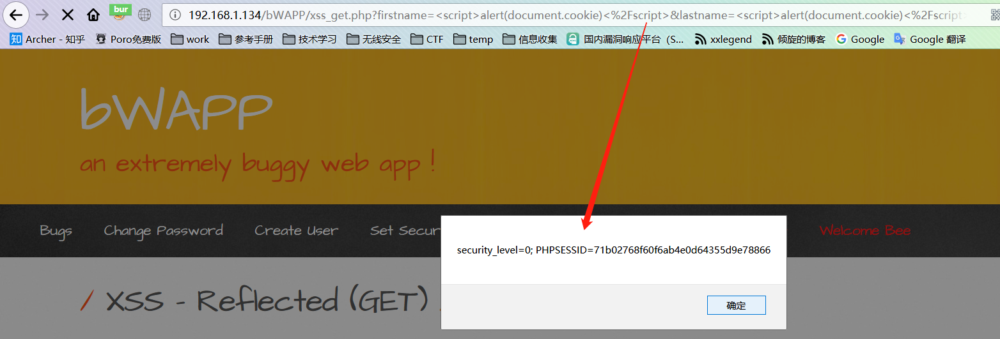 bur
192.168.1.134/bWAPP/xss_get.php?firstname=<script>alert(document.cookie)<%2Fscript>&lastname=<script>alert(document.cookie)<%2Fscript>
Archer - 知乎 Poro免费版 work 参考手册 技术学习 无线安全 CTF temp 信息收集 国内漏洞响应平台（S... xxlegend 倾旋的博客 Google Google 翻译
bWAPP
an extremely buggy web app !
Bugs Change Password Create User Set Secur Welcome Bee
security_level=0; PHPSESSID=71b02768f60f6ab4e0d64355d9e78866
/ XSS - Reflected (GET)
确定